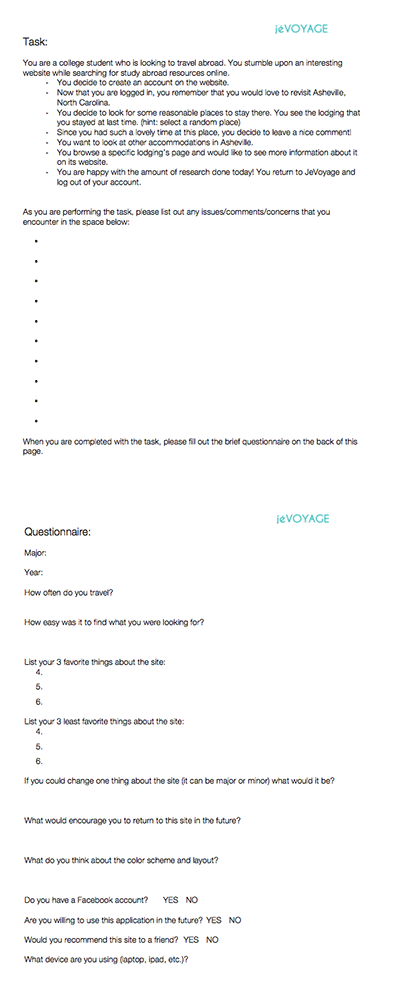 jeVOYAGE
Task:
You are a college student who is looking to travel abroad. You stumble upon an interesting
website while searching for study abroad resources online.
- You decide to create an account on the website.
- Now that you are logged in, you remember that you would love to revisit Asheville,
North Carolina.
- You decide to look for some reasonable places to stay there. You see the lodging that
you stayed at last time. (hint: select a random place)
- Since you had such a lovely time at this place, you decide to leave a nice comment!
- You want to look at other accommodations in Asheville.
- You browse a specific lodging's page and would like to see more information about it
on its website.
- You are happy with the amount of research done today! You return to JeVoyage and
log out of your account.
As you are performing the task, please list out any issues/comments/concerns that you
encounter in the space below:
•
•
•
•
•
•
•
•
•
•
When you are completed with the task, please fill out the brief questionnaire on the back of this
page.
jeVOYAGE
Questionnaire:
Major:
Year:
How often do you travel?
How easy was it to find what you were looking for?
List your 3 favorite things about the site:
4.
5.
6.
List your 3 least favorite things about the site:
4.
5.
6.
If you could change one thing about the site (it can be major or minor) what would it be?
What would encourage you to return to this site in the future?
What do you think about the color scheme and layout?
Do you have a Facebook account? YES NO
Are you willing to use this application in the future? YES NO
Would you recommend this site to a friend? YES NO
What device are you using (laptop, ipad, etc.)?